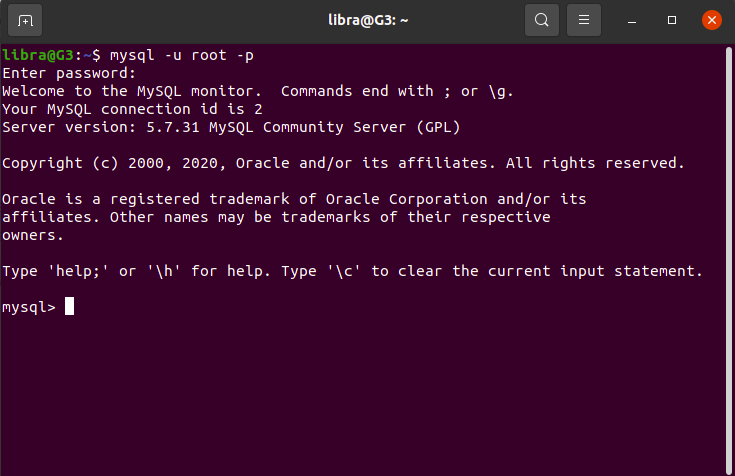 libra@G3: ~
libra@G3:~$ mysql -u root -p
Enter password:
Welcome to the MySQL monitor.  Commands end with ; or \g.
Your MySQL connection id is 2
Server version: 5.7.31 MySQL Community Server (GPL)
Copyright (c) 2000, 2020, Oracle and/or its affiliates. All rights reserved.
Oracle is a registered trademark of Oracle Corporation and/or its
affiliates. Other names may be trademarks of their respective
owners.
Type 'help;' or '\h' for help. Type '\c' to clear the current input statement.
mysql>